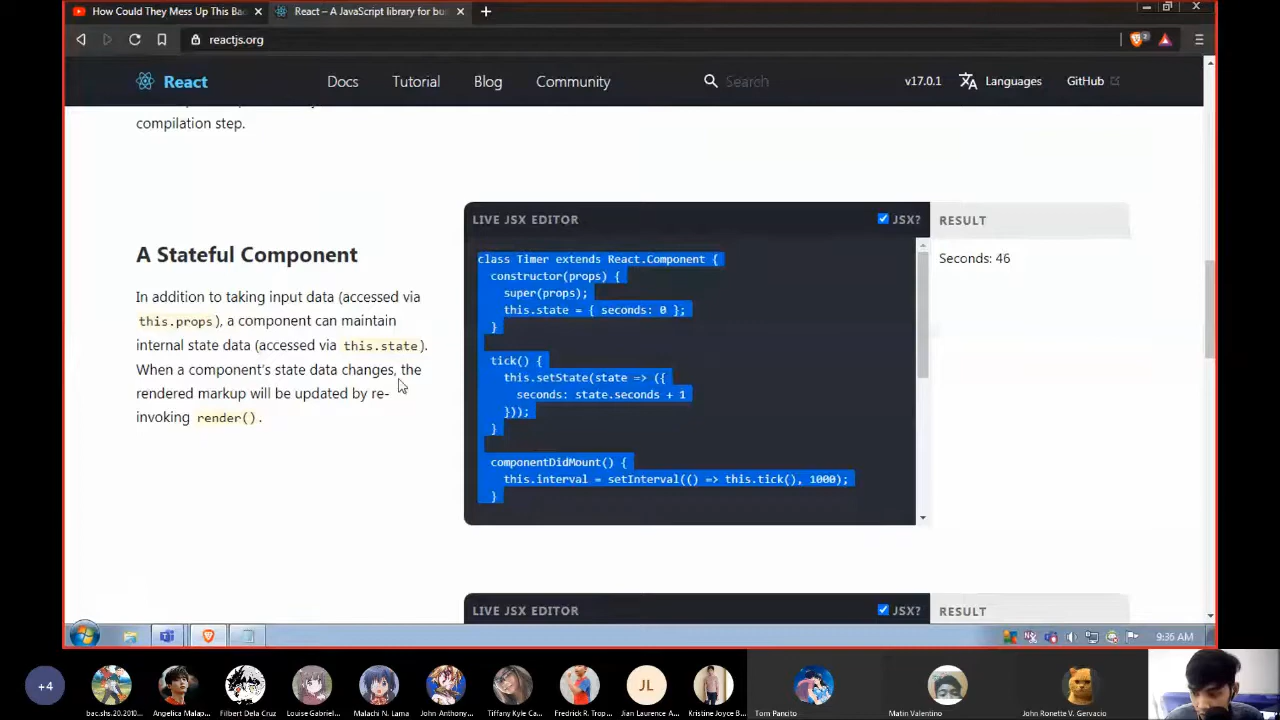 How Could They Mess Up This Ba
React – A JavaScript library for bu
reactjs.org
2
React
Docs
Tutorial
Blog
Community
Search
v17.0.1
Languages
GitHub
compilation step.
A Stateful Component
In addition to taking input data (accessed via
this.props), a component can maintain
internal state data (accessed via this.state).
When a component's state data changes, the
rendered markup will be updated by re-
invoking render().
LIVE JSX EDITOR
JSX?
class Timer extends React.Component {
constructor(props) {
super(props);
this.state = { seconds: 0 };
}
tick() {
this.setState(state => ({
seconds: state.seconds + 1
}));
}
componentDidMount() {
this.interval = setInterval(() => this.tick(), 1000);
}
RESULT
Seconds: 46
LIVE JSX EDITOR
JSX?
RESULT
9:36 AM
+4
bac.shs.20.2010...
Angelica Malap...
Filbert Dela Cruz
Louise Gabriel...
Malachi N. Lama
John Anthony...
Tiffany Kyle Ca...
Fredrick R. Trop...
JL
Jian Laurence A...
Kristine Joyce B...
Tom Pancito
Matin Valentino
John Ronette V. Gervacio